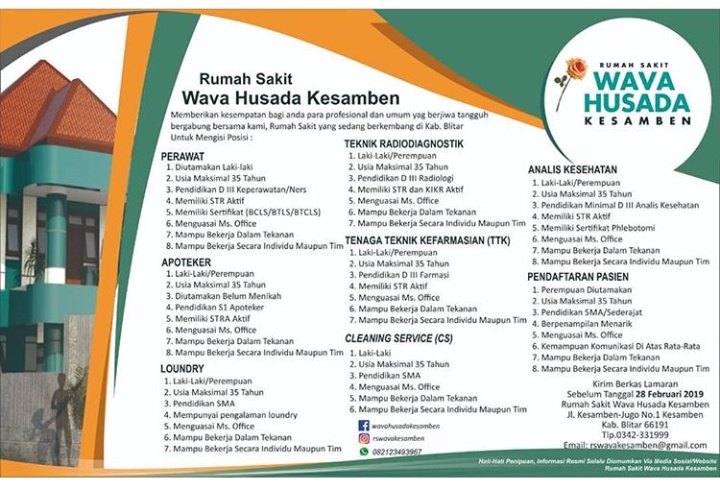 Rumah Sakit
Wava Husada Kesamben
Memberikan kesempatan bagi anda para profesional dan umum yag berjiwa tangguh
bergabung bersama kami, Rumah Sakit yang sedang berkembang di Kab. Blitar
Untuk Mengisi Posisi :
RUMAH SAKIT
WAVA
HUSADA
KESAMBEN
PERAWAT
1. Diutamakan Laki-laki
2. Usia Maksimal 35 Tahun
3. Pendidikan D III Keperawatan/Ners
4. Memiliki STR Aktif
5. Memiliki Sertifikat (BCLS/BTLS/BTCLS)
6. Menguasai Ms. Office
7. Mampu Bekerja Dalam Tekanan
8. Mampu Bekerja Secara Individu Maupun Tim
APOTEKER
1. Laki-Laki/Perempuan
2. Usia Maksimal 35 Tahun
3. Diutamakan Belum Menikah
4. Pendidikan S1 Apoteker
5. Memiliki STRA Aktif
6. Menguasai Ms. Office
7. Mampu Bekerja Dalam Tekanan
8. Mampu Bekerja Secara Individu Maupun Tim
LOUNDRY
1. Laki-Laki/Perempuan
2. Usia Maksimal 35 Tahun
3. Pendidikan SMA
4. Mempunyai pengalaman loundry
5. Menguasai Ms. Office
6. Mampu Bekerja Dalam Tekanan
7. Mampu Bekerja Secara Individu Maupun Tim
TEKNIK RADIODIAGNOSTIK
1. Laki-Laki/Perempuan
2. Usia Maksimal 35 Tahun
3. Pendidikan D III Radiologi
4. Memiliki STR dan KIKR Aktif
5. Menguasai Ms. Office
6. Mampu Bekerja Dalam Tekanan
7. Mampu Bekerja Secara Individu Maupun Tim
TENAGA TEKNIK KEFARMASIAN (TTK)
1. Laki-Laki/Perempuan
2. Usia Maksimal 35 Tahun
3. Pendidikan D III Farmasi
4. Memiliki STR Aktif
5. Menguasai Ms. Office
6. Mampu Bekerja Dalam Tekanan
7. Mampu Bekerja Secara Individu Maupun Tim
CLEANING SERVICE (CS)
1. Laki-Laki
2. Usia Maksimal 35 Tahun
3. Pendidikan SMA
4. Menguasai Ms. Office
5. Mampu Bekerja Dalam Tekanan
6. Mampu Bekerja Secara Individu Maupun Tim
wavahusadakesamben
rswavakesamben
082123493967
ANALIS KESEHATAN
1. Laki-Laki/Perempuan
2. Usia Maksimal 35 Tahun
3. Pendidikan Minimal D III Analis Kesehatan
4. Memiliki STR Aktif
5. Memiliki Sertifikat Phlebotomi
6. Menguasai Ms. Office
7. Mampu Bekerja Dalam Tekanan
8. Mampu Bekerja Secara Individu Maupun Tim
PENDAFTARAN PASIEN
1. Perempuan Diutamakan
2. Usia Maksimal 35 Tahun
3. Pendidikan SMA/Sederajat
4. Berpenampilan Menarik
5. Menguasai Ms. Office
6. Kemampuan Komunikasi Di Atas Rata-Rata
7. Mampu Bekerja Dalam Tekanan
8. Mampu Bekerja Secara Individu Maupun Tim
Kirim Berkas Lamaran
Sebelum Tanggal 28 Februari 2019
Rumah Sakit Wava Husada Kesamben
Jl. Kesamben-Jugo No.1 Kesamben
Kab. Blitar 66191
Tlp.0342-331999
Email: rswavakesamben@gmail.com
Hati-Hati Penipuan, Informasi Resmi Selalu Diumumkan Via Media Sosial/Website
Rumah Sakit Wava Husada Kesamben